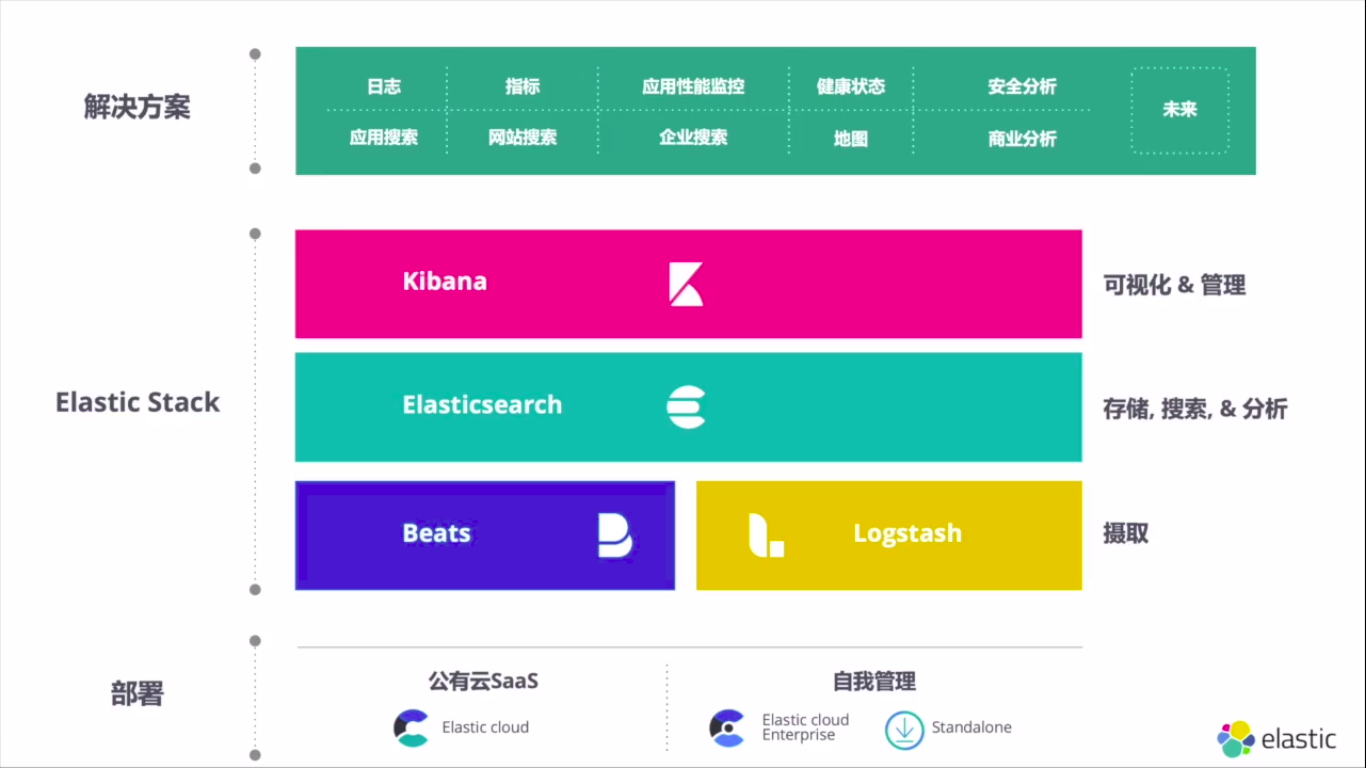 解决方案
日志
指标
应用性能监控
健康状态
安全分析
未来
应用搜索
网站搜索
企业搜索
地图
商业分析
Elastic Stack
Kibana
可视化 & 管理
Elasticsearch
存储, 搜索, & 分析
Beats
Logstash
摄取
部署
公有云SaaS
自我管理
Elastic cloud
Elastic cloud
Enterprise
Standalone
elastic